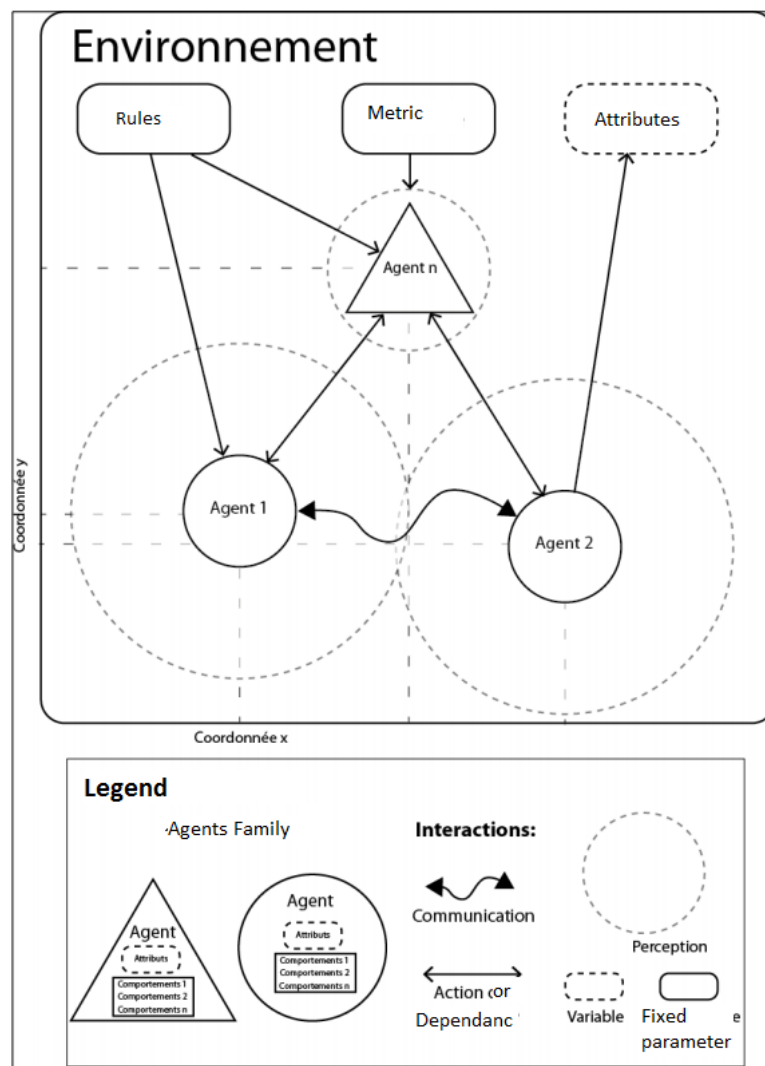 Environnement
Rules
Metric
Attributes
Agent n
Agent 1
Agent 2
Coordonnée y
Coordonnée x
Legend
Agents Family
Interactions:
Agent
Attributs
Comportements 1
Comportements 2
Comportements n
Agent
Attributs
Comportements 1
Comportements 2
Comportements n
Communication
Perception
Action or
Dependanc
Variable
Fixed e
parameter